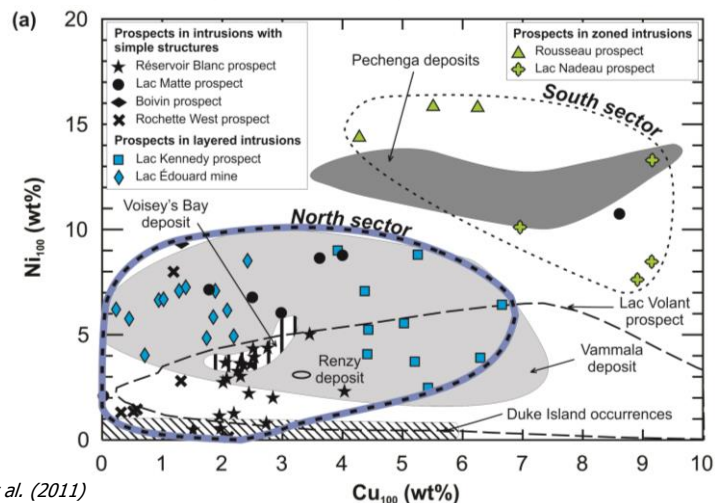 (a)
Prospects in intrusions with
simple structures
Réservoir Blanc prospect
Lac Matte prospect
Boivin prospect
Rochette West prospect
Prospects in layered intrusions
Lac Kennedy prospect
Lac Édouard mine
Prospects in zoned intrusions
Rousseau prospect
Lac Nadeau prospect
Pechenga deposits
South sector
Voisey's Bay
deposit
North sector
Lac Volant
prospect
Renzy
deposit
Vammala
deposit
Duke Island occurrences
Ni100 (wt%)
20
15
10
5
0
0 1 2 3 4 5 6 7 8 9 10
Cu100 (wt%)
et al. (2011)